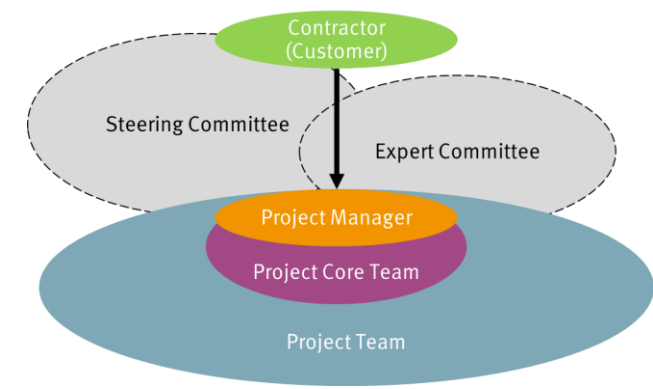 Contractor
(Customer)
Steering Committee
Expert Committee
Project Manager
Project Core Team
Project Team